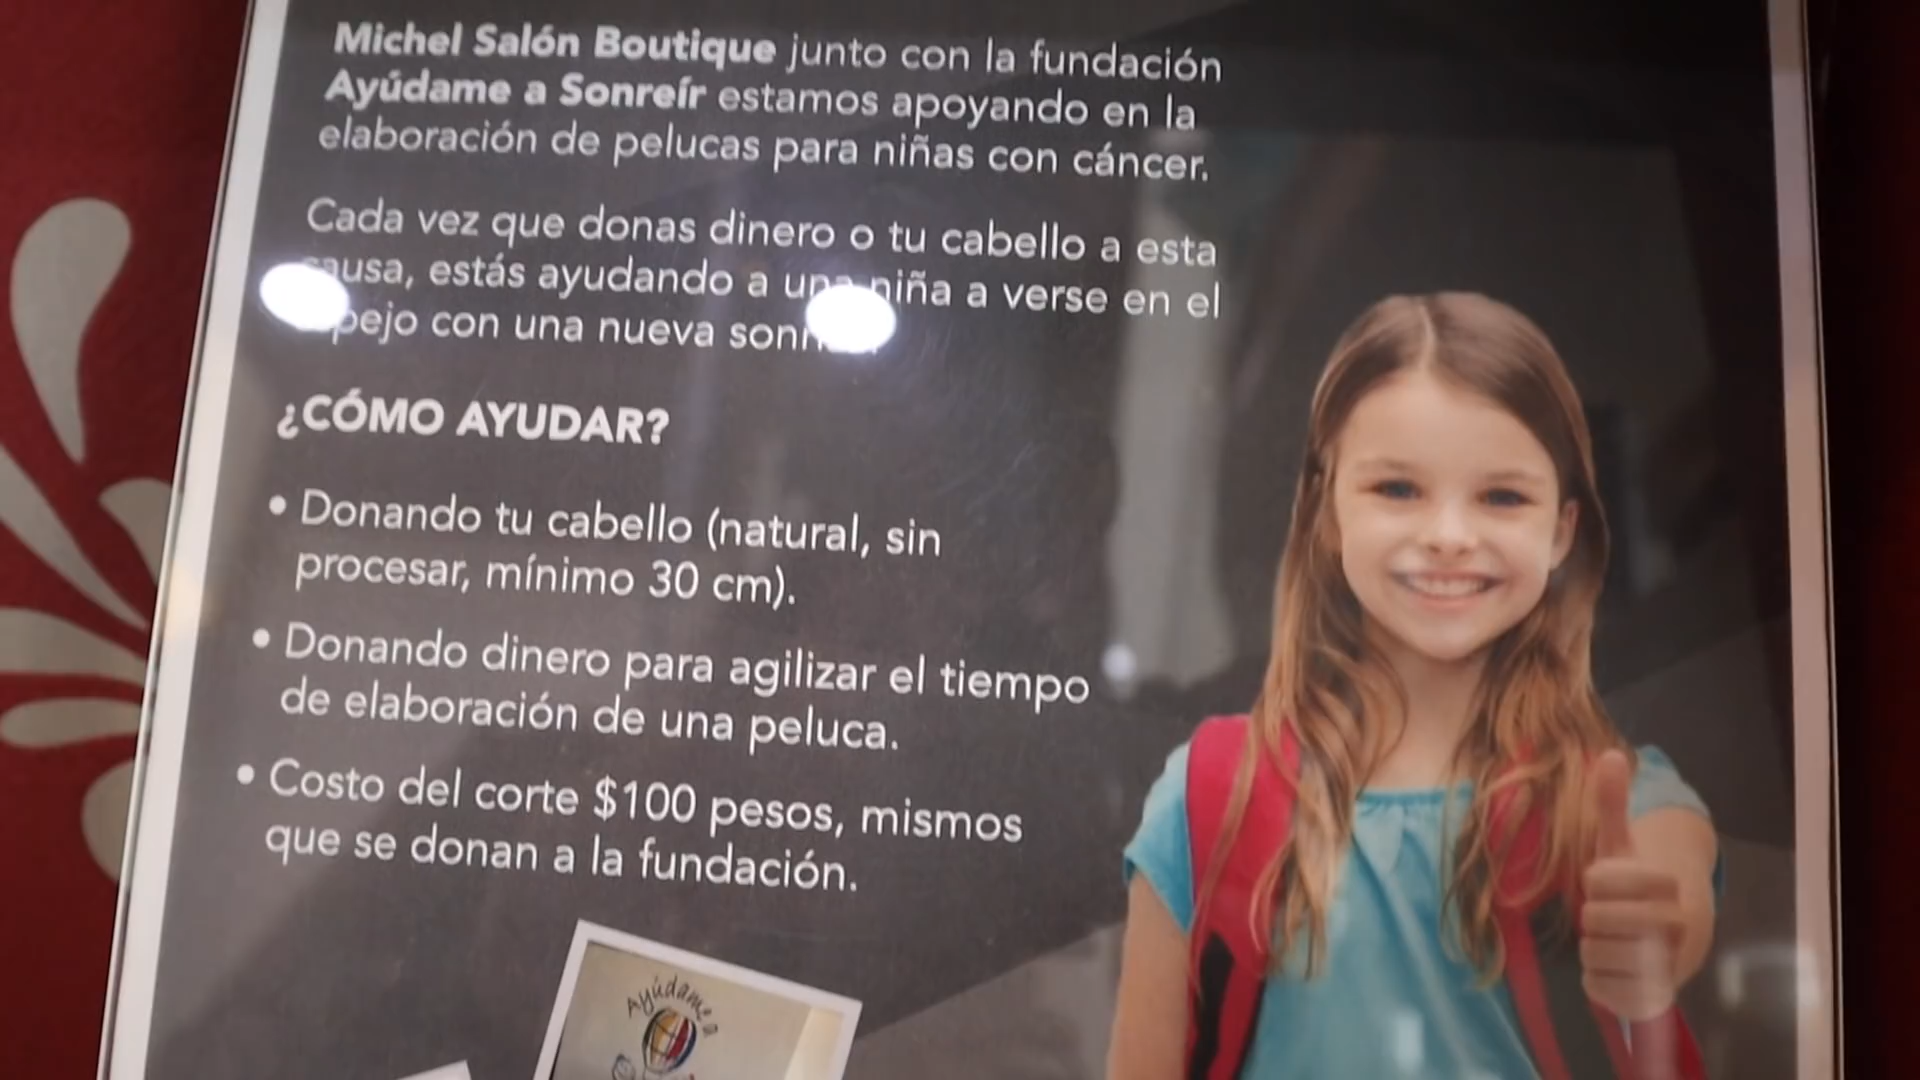 Michel Salón Boutique junto con la fundación
Ayúdame a Sonreír estamos apoyando en la
elaboración de pelucas para niñas con cáncer.
Cada vez que donas dinero o tu cabello a esta
causa, estás ayudando a una niña a verse en el
con una nueva
¿CÓMO AYUDAR?
• Donando tu cabello (natural, sin
procesar, mínimo 30 cm).
• Donando dinero para agilizar el tiempo
de elaboración de una peluca.
• Costo del corte $100 pesos, mismos
que se donan a la fundación.
Ayúdame a